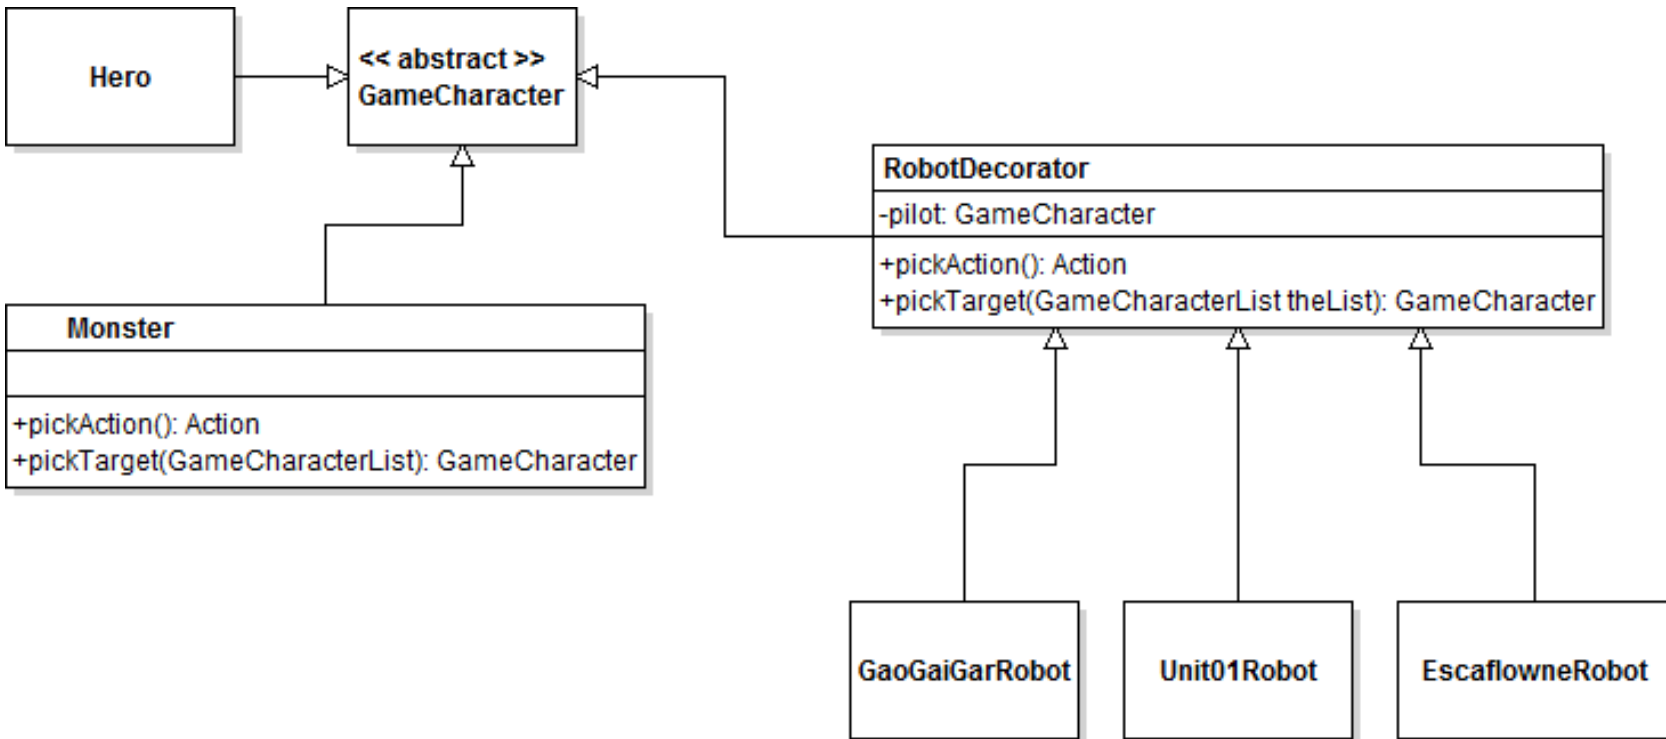 Hero
<< abstract >>
GameCharacter
RobotDecorator
-pilot: GameCharacter
+pickAction(): Action
+pickTarget(GameCharacterList theList): GameCharacter
Monster
+pickAction(): Action
+pickTarget(GameCharacterList): GameCharacter
GaoGaiGarRobot
Unit01Robot
EscaflowneRobot